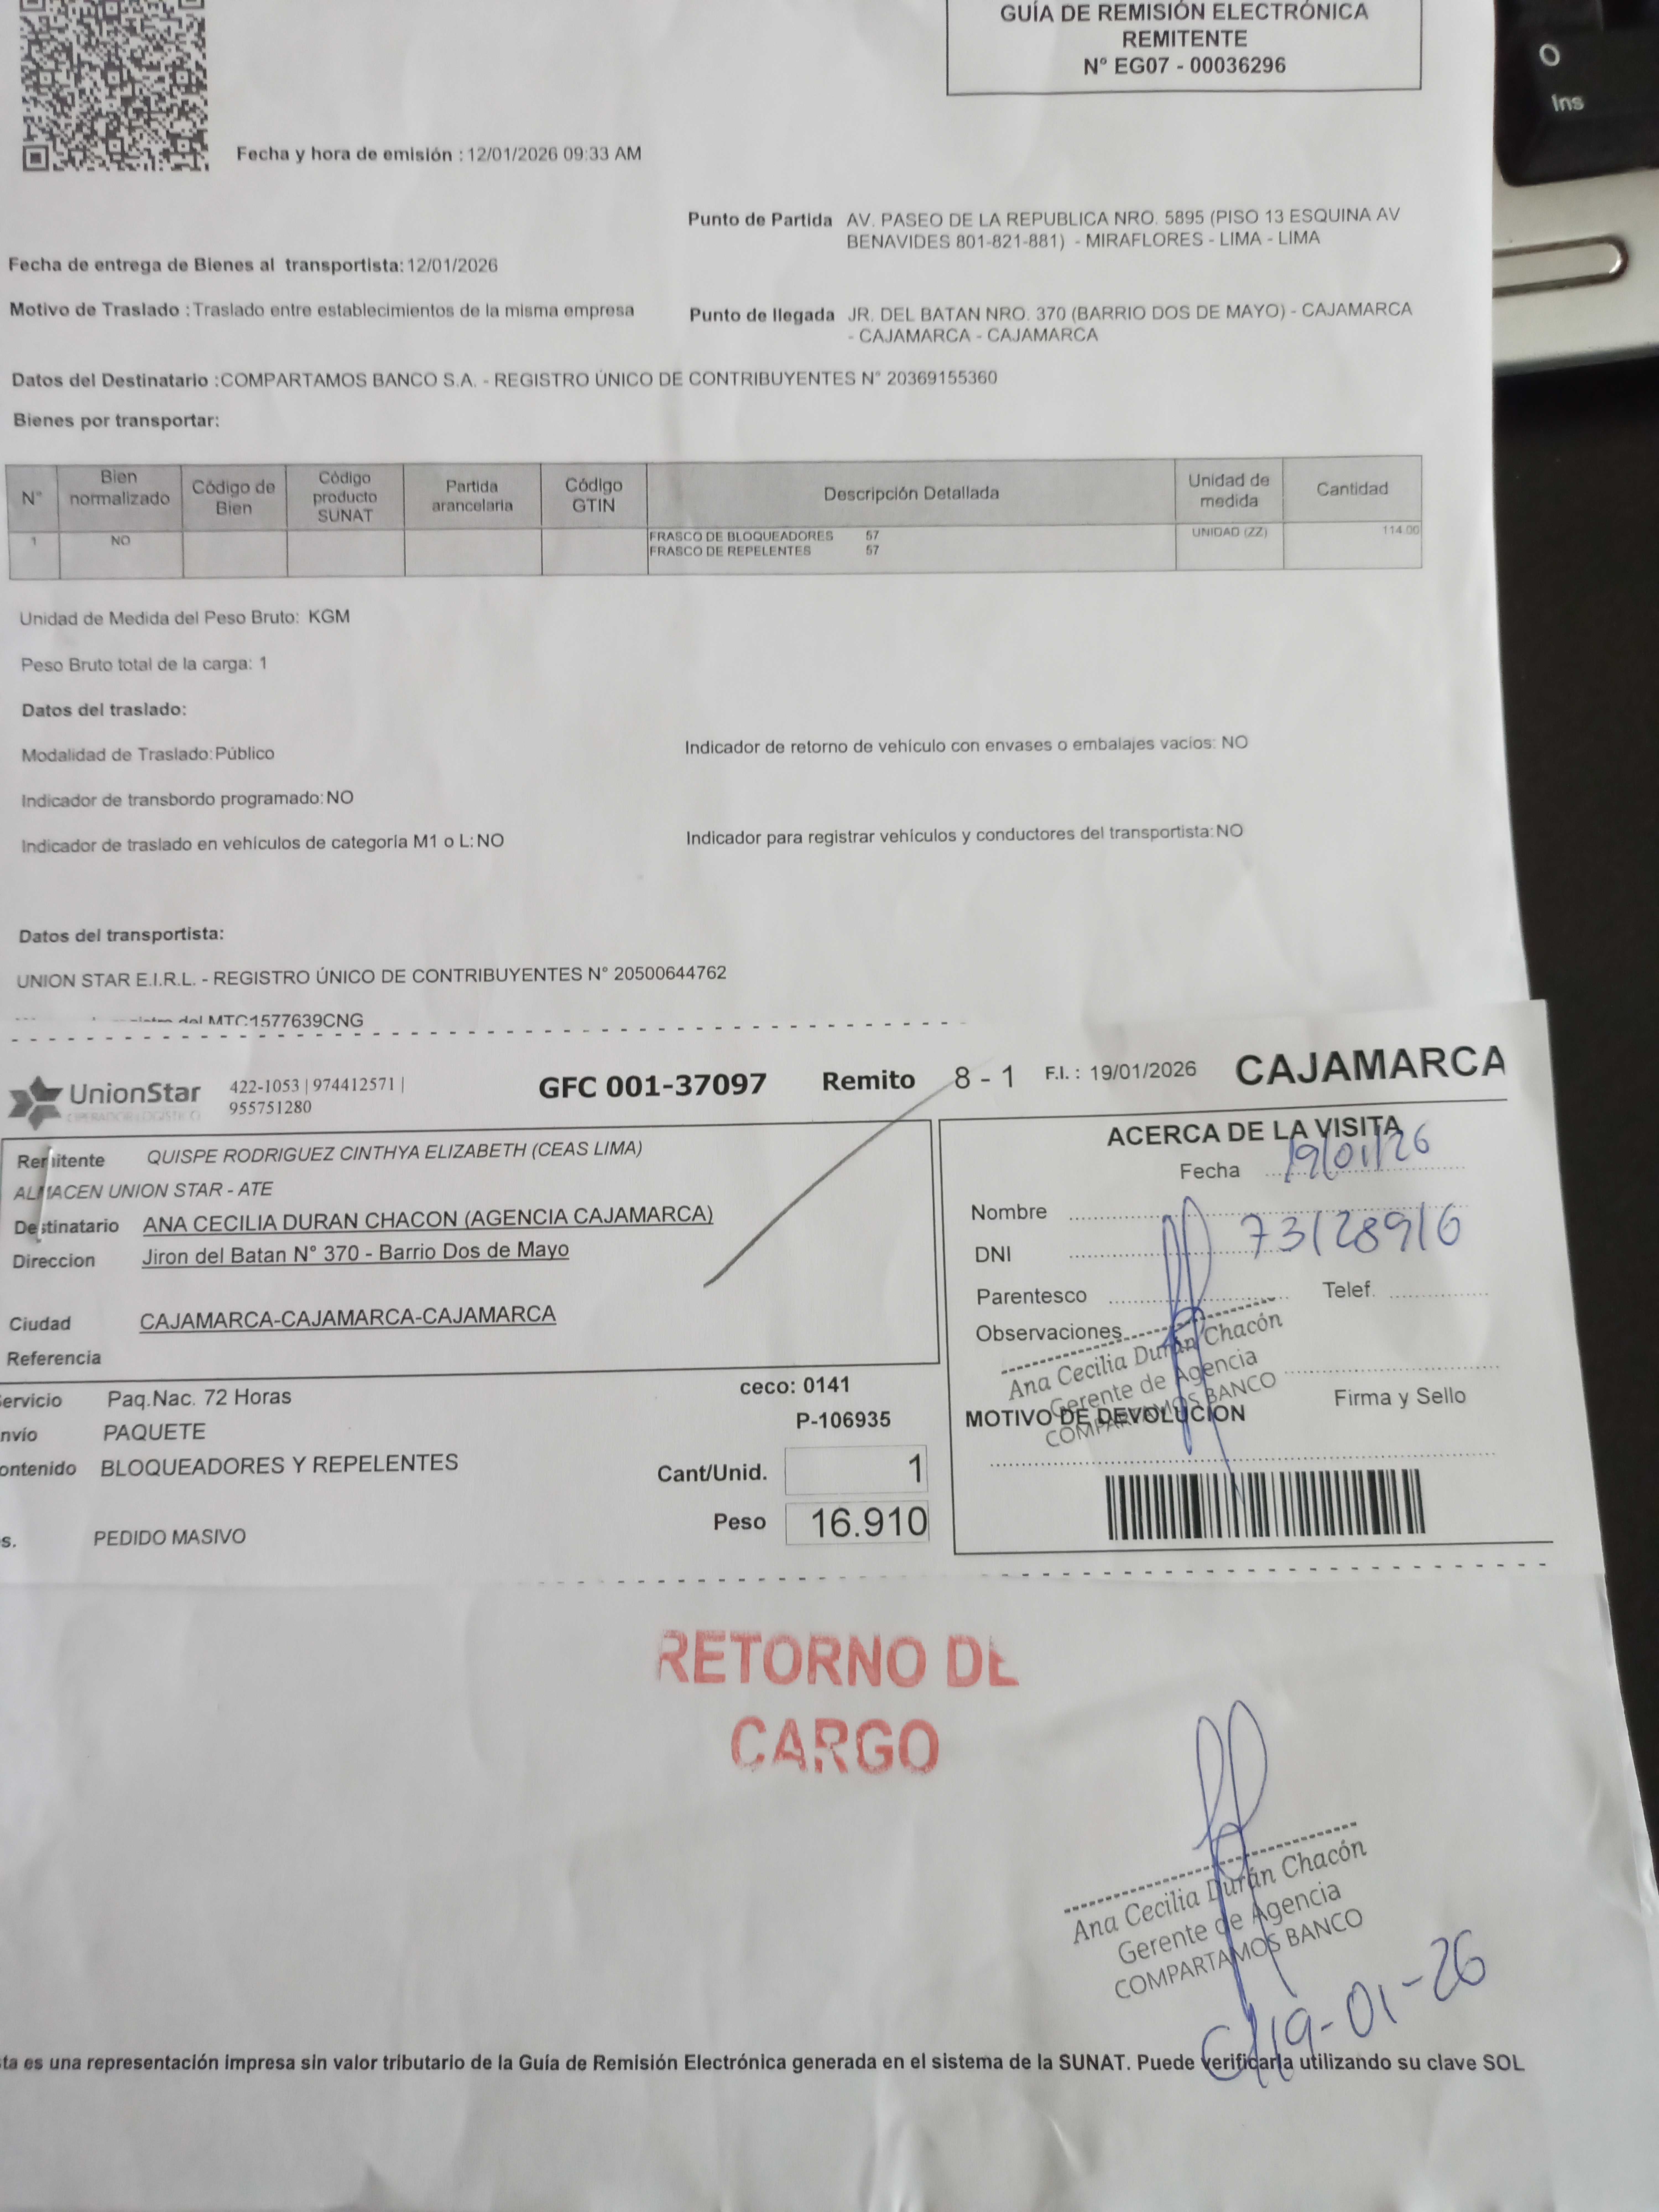 GUÍA DE REMISIÓN ELECTRÓNICA
REMITENTE
N° EG07 - 00036296
Fecha y hora de emisión : 12/01/2026 09:33 AM
Punto de Partida AV. PASEO DE LA REPUBLICA NRO. 5895 (PISO 13 ESQUINA AV
BENAVIDES 801-821-881) - MIRAFLORES - LIMA - LIMA
Fecha de entrega de Bienes al transportista: 12/01/2026
Motivo de Traslado : Traslado entre establecimientos de la misma empresa
Punto de llegada JR. DEL BATAN NRO. 370 (BARRIO DOS DE MAYO) - CAJAMARCA
- CAJAMARCA - CAJAMARCA
Datos del Destinatario :COMPARTAMOS BANCO S.A. - REGISTRO ÚNICO DE CONTRIBUYENTES N° 20369155360
Bienes por transportar:
N° Bien normalizado Código de Bien Código producto SUNAT Partida arancelaria Código GTIN Descripción Detallada Unidad de medida Cantidad
1 NO FRASCO DE BLOQUEADORES 57 UNIDAD (ZZ) 114.00
FRASCO DE REPELENTES 57
Unidad de Medida del Peso Bruto: KGM
Peso Bruto total de la carga: 1
Datos del traslado:
Modalidad de Traslado: Público
Indicador de retorno de vehículo con envases o embalajes vacíos: NO
Indicador de transbordo programado: NO
Indicador de traslado en vehículos de categoría M1 o L: NO
Indicador para registrar vehículos y conductores del transportista: NO
Datos del transportista:
UNION STAR E.I.R.L. - REGISTRO ÚNICO DE CONTRIBUYENTES N° 20500644762
del MTC1577639CNG
UnionStar
OPERADOR LOGISTICO
422-1053 | 974412571 |
955751280
GFC 001-37097 Remito 8 - 1 F.I. : 19/01/2026 CAJAMARCA
Remitente QUISPE RODRIGUEZ CINTHYA ELIZABETH (CEAS LIMA)
ALMACEN UNION STAR - ATE
Destinatario ANA CECILIA DURAN CHACON (AGENCIA CAJAMARCA)
Direccion Jiron del Batan N° 370 - Barrio Dos de Mayo
Ciudad CAJAMARCA-CAJAMARCA-CAJAMARCA
Referencia
ervicio Paq.Nac. 72 Horas
nvío PAQUETE
ontenido BLOQUEADORES Y REPELENTES
s. PEDIDO MASIVO
ceco: 0141
P-106935
Cant/Unid. 1
Peso 16.910
ACERCA DE LA VISITA
Fecha 19/01/26
Nombre
DNI 73128916
Parentesco Telef.
Observaciones
Ana Cecilia Durán Chacón
Gerente de Agencia
COMPARTAMOS BANCO
Firma y Sello
MOTIVO DE DEVOLUCION
RETORNO DE
CARGO
Ana Cecilia Durán Chacón
Gerente de Agencia
COMPARTAMOS BANCO
19-01-26
ta es una representación impresa sin valor tributario de la Guía de Remisión Electrónica generada en el sistema de la SUNAT. Puede verificarla utilizando su clave SOL